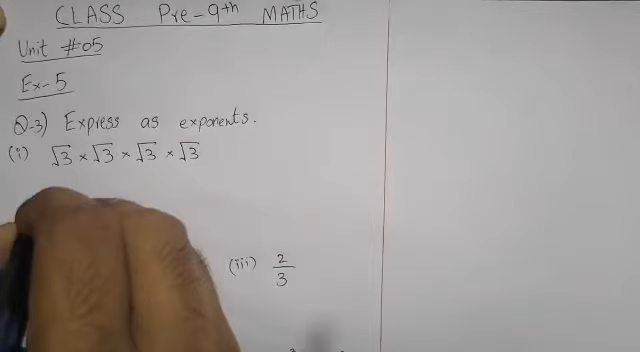 CLASS Pre-9th MATHS
Unit #05
Ex-5
Q-3) Express as exponents.
(i) √3 × √3 × √3 × √3
(iii) 2/3